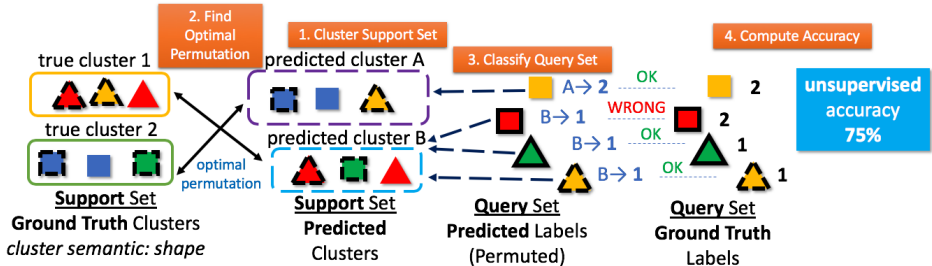 2. Find
Optimal
Permutation
1. Cluster Support Set
3. Classify Query Set
4. Compute Accuracy
true cluster 1
true cluster 2
Support Set
Ground Truth Clusters
cluster semantic: shape
optimal
permutation
predicted cluster A
predicted cluster B
Support Set
Predicted
Clusters
A→ 2
B→ 1
B→ 1
B→ 1
Query Set
Predicted Labels
(Permuted)
OK
WRONG
OK
OK
2
2
1
1
Query Set
Ground Truth
Labels
unsupervised
accuracy
75%